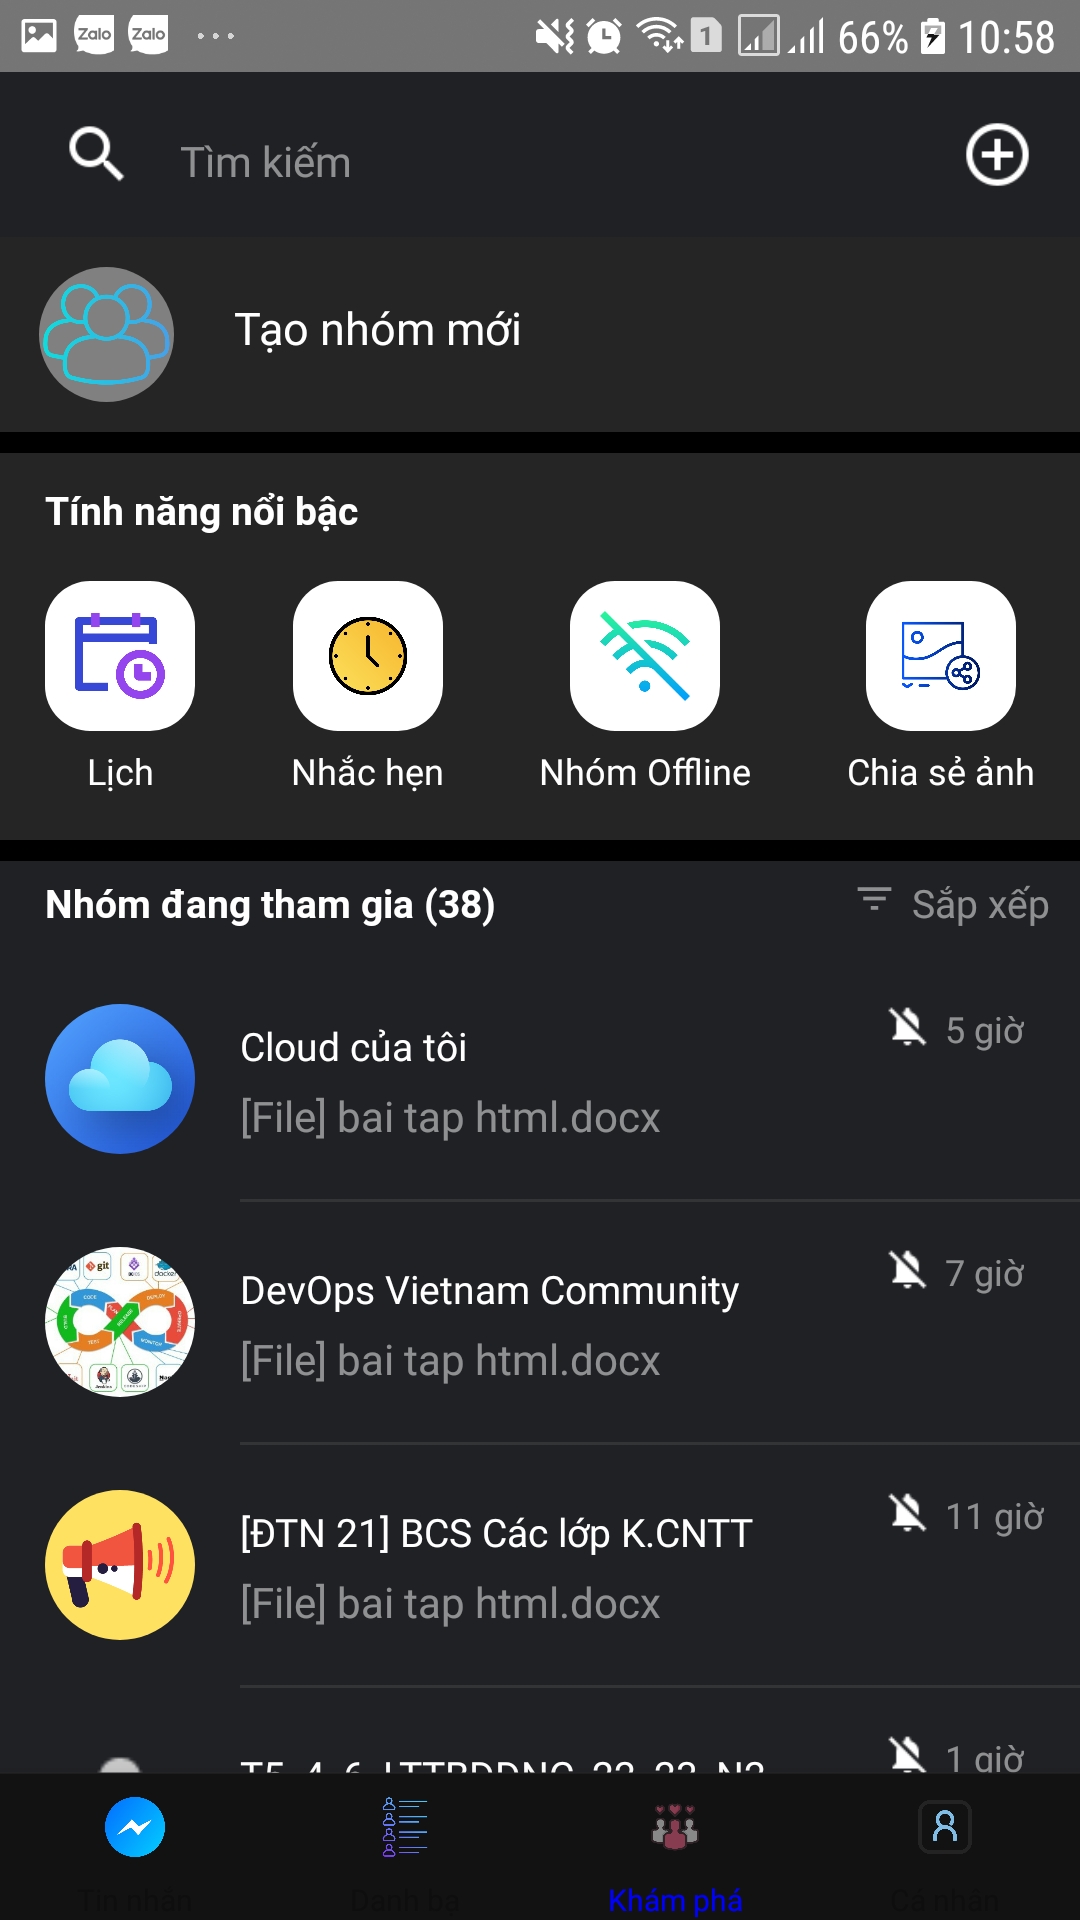 Zalo Zalo 1 66% 10:58
Tìm kiếm
Tạo nhóm mới
Tính năng nổi bậc
Lịch Nhắc hẹn Nhóm Offline Chia sẻ ảnh
Nhóm đang tham gia (38) Sắp xếp
Cloud của tôi 5 giờ
[File] bai tap html.docx
DevOps Vietnam Community 7 giờ
[File] bai tap html.docx
[ĐTN 21] BCS Các lớp K.CNTT 11 giờ
[File] bai tap html.docx
1 giờ
Tin nhắn Danh bạ Khám phá Cá nhân